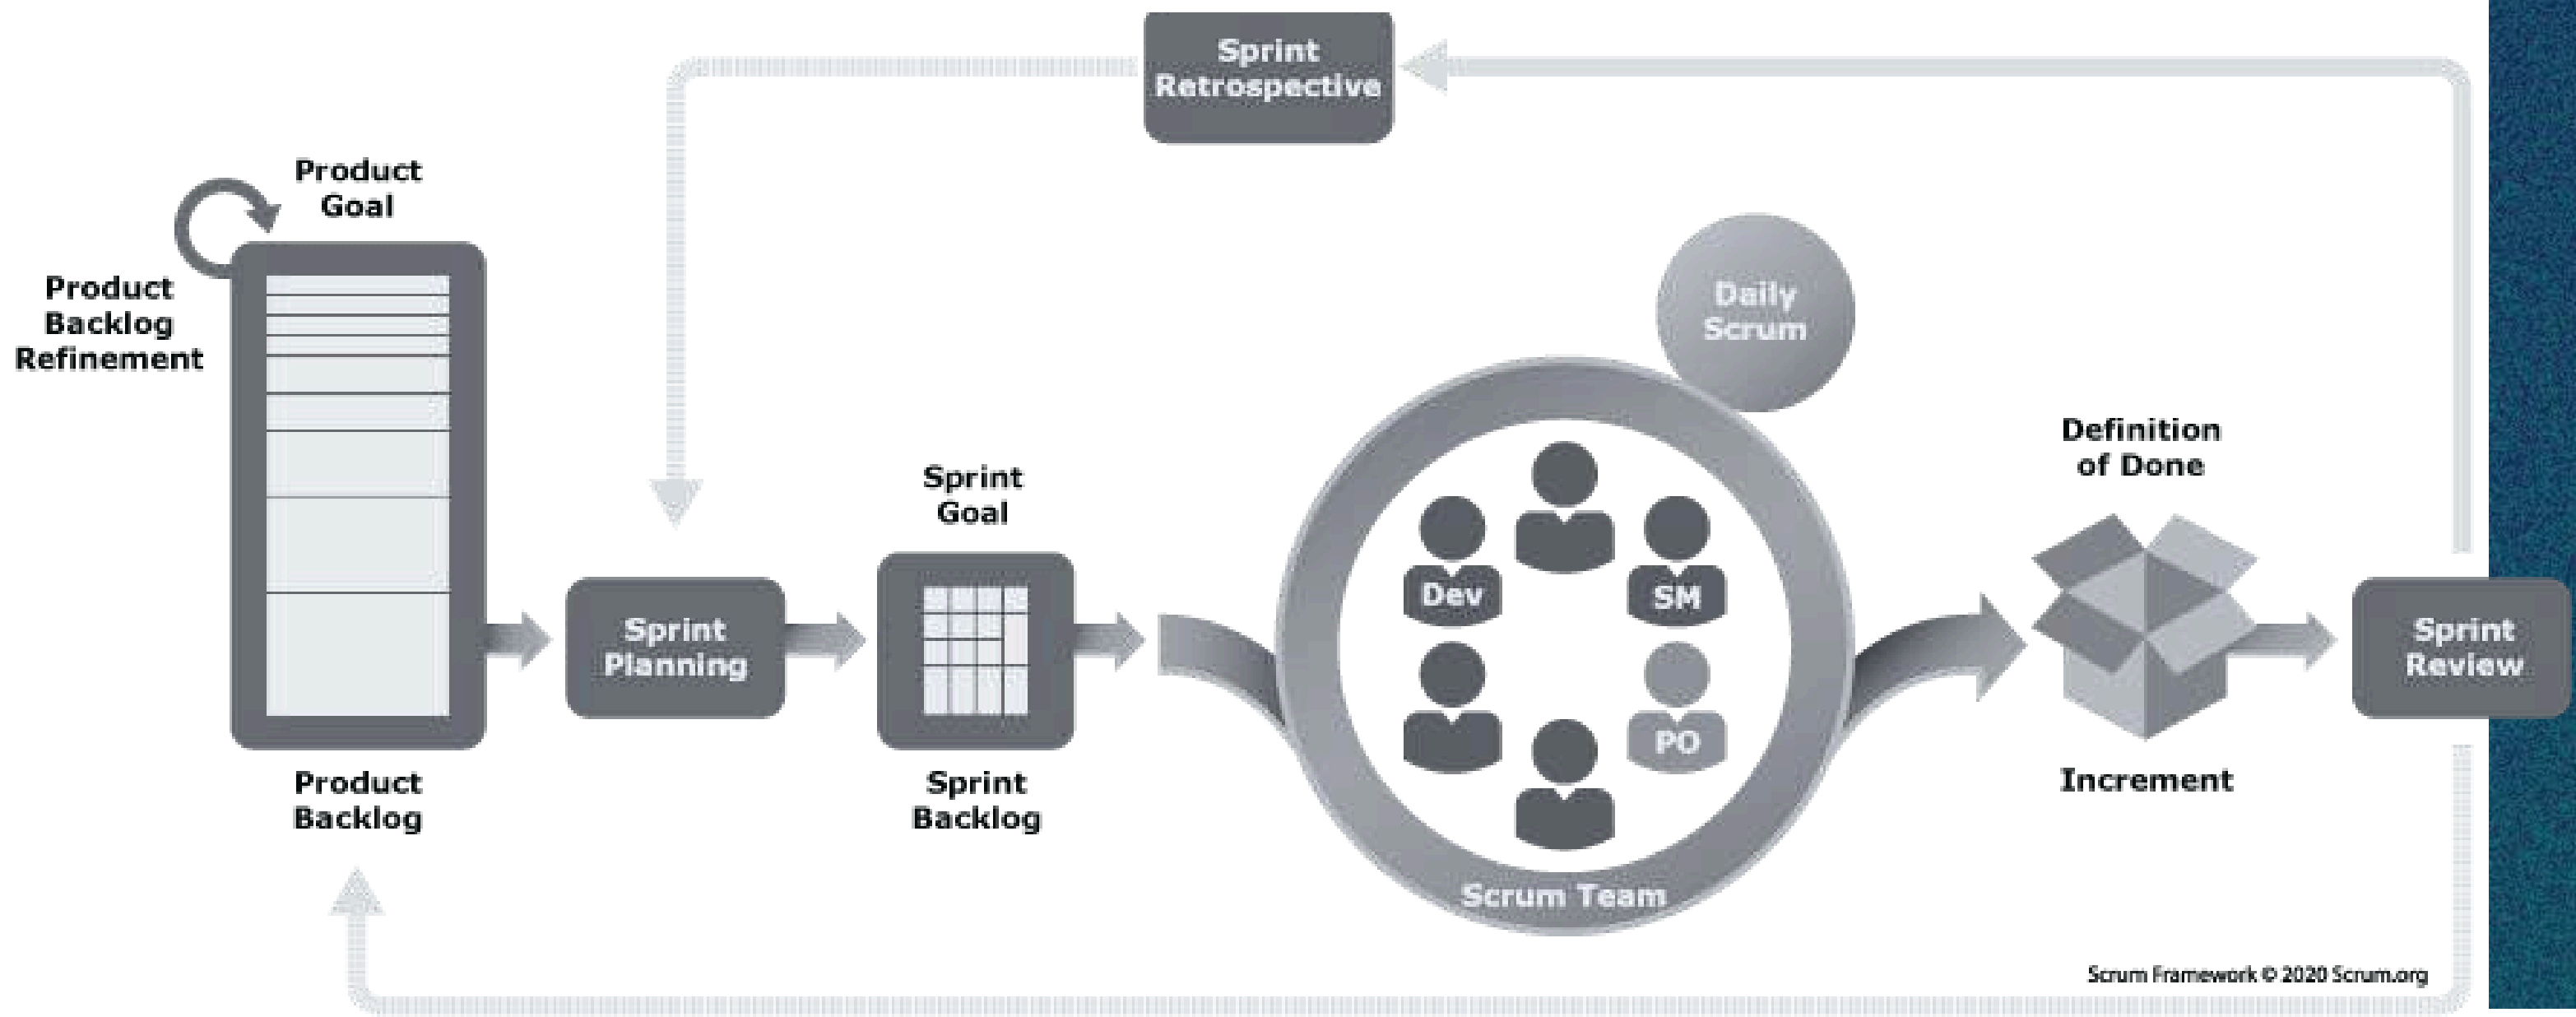 Sprint
Retrospective
Product
Goal
Product
Backlog
Refinement
Daily
Scrum
Definition
of Done
Sprint
Goal
Dev
SM
Sprint
Planning
Sprint
Review
PO
Product
Backlog
Sprint
Backlog
Increment
Scrum Team
Scrum Framework © 2020 Scrum.org